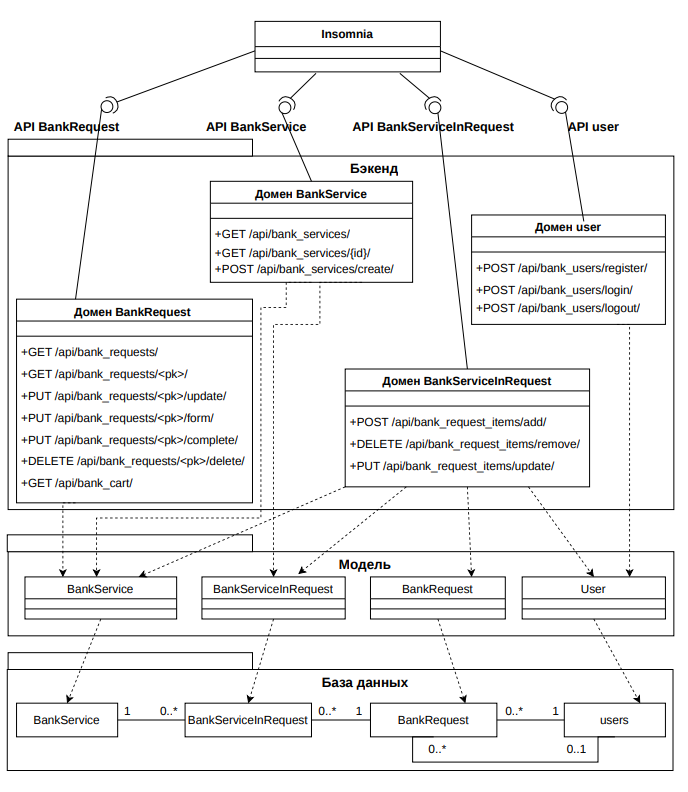 Insomnia
API BankRequest
API BankService
API BankServiceInRequest
API user
Бэкенд
Домен BankService
+GET /api/bank_services/
+GET /api/bank_services/{id}/
+POST /api/bank_services/create/
Домен user
+POST /api/bank_users/register/
+POST /api/bank_users/login/
+POST /api/bank_users/logout/
Домен BankRequest
+GET /api/bank_requests/
+GET /api/bank_requests/<pk>/
+PUT /api/bank_requests/<pk>/update/
+PUT /api/bank_requests/<pk>/form/
+PUT /api/bank_requests/<pk>/complete/
+DELETE /api/bank_requests/<pk>/delete/
+GET /api/bank_cart/
Домен BankServiceInRequest
+POST /api/bank_request_items/add/
+DELETE /api/bank_request_items/remove/
+PUT /api/bank_request_items/update/
Модель
BankService
BankServiceInRequest
BankRequest
User
База данных
BankService
1
0..*
BankServiceInRequest
0..*
1
BankRequest
0..*
1
users
0..*
0..1